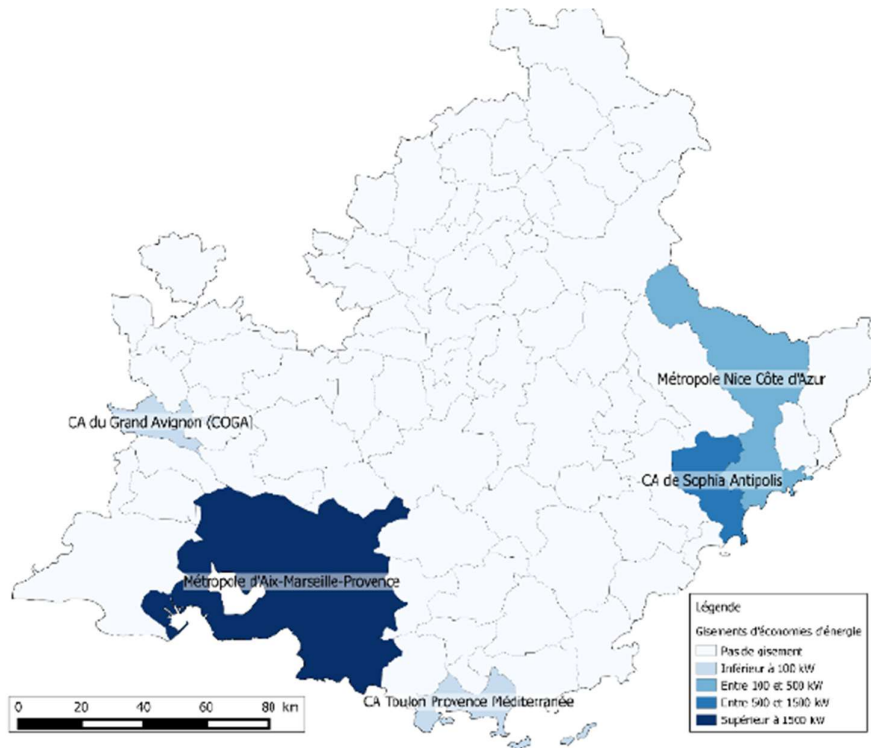 Métropole Nice Côte d'Azur
CA du Grand Avignon (COGA)
CA de Sophia Antipolis
Métropole d'Aix-Marseille-Provence
CA Toulon Provence Méditerranée
0 20 40 60 80 km
Légende
Gisements d'économies d'énergie
Pas de gisement
Inférieur à 100 kW
Entre 100 et 500 kW
Entre 500 et 1500 kW
Supérieur à 1500 kW